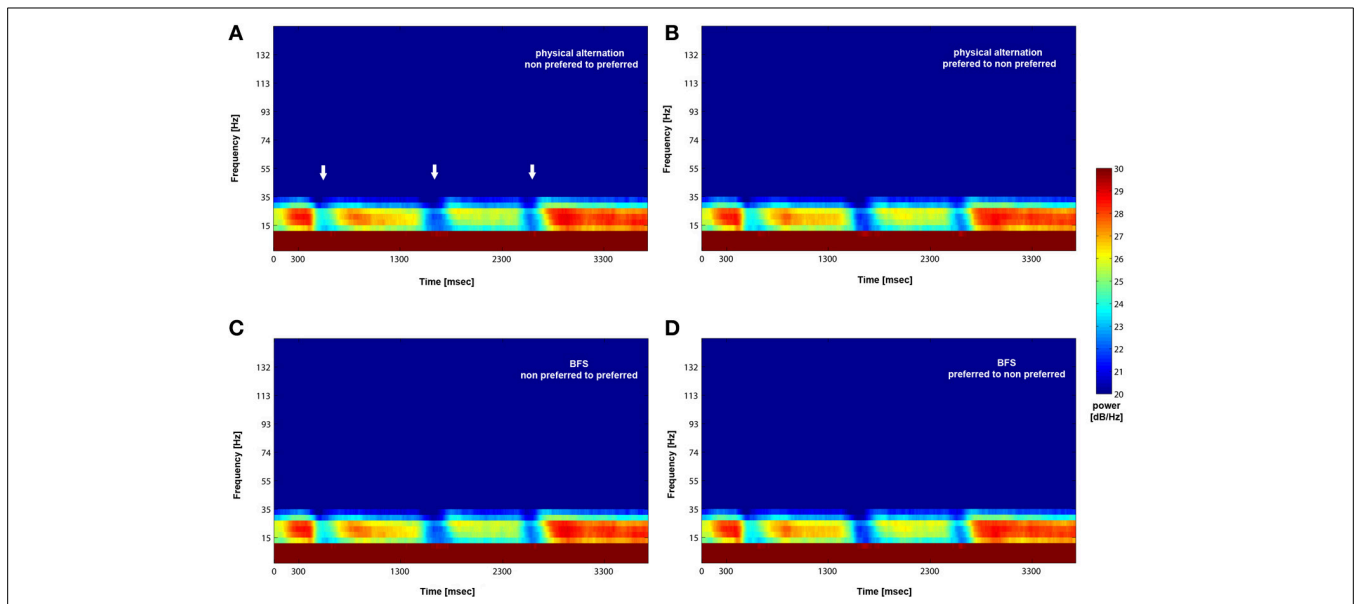 A
physical alternation
non prefered to preferred
132
113
93
74
55
35
15
Frequency [Hz]
0 300 1300 2300 3300
Time [msec]
B
physical alternation
prefered to non preferred
132
113
93
74
55
35
15
Frequency [Hz]
0 300 1300 2300 3300
Time [msec]
30
29
28
27
26
25
24
23
22
21
20
power
[dB/Hz]
C
BFS
non preferred to preferred
132
113
93
74
55
35
15
Frequency [Hz]
0 300 1300 2300 3300
Time [msec]
D
BFS
preferred to non preferred
132
113
93
74
55
35
15
Frequency [Hz]
0 300 1300 2300 3300
Time [msec]